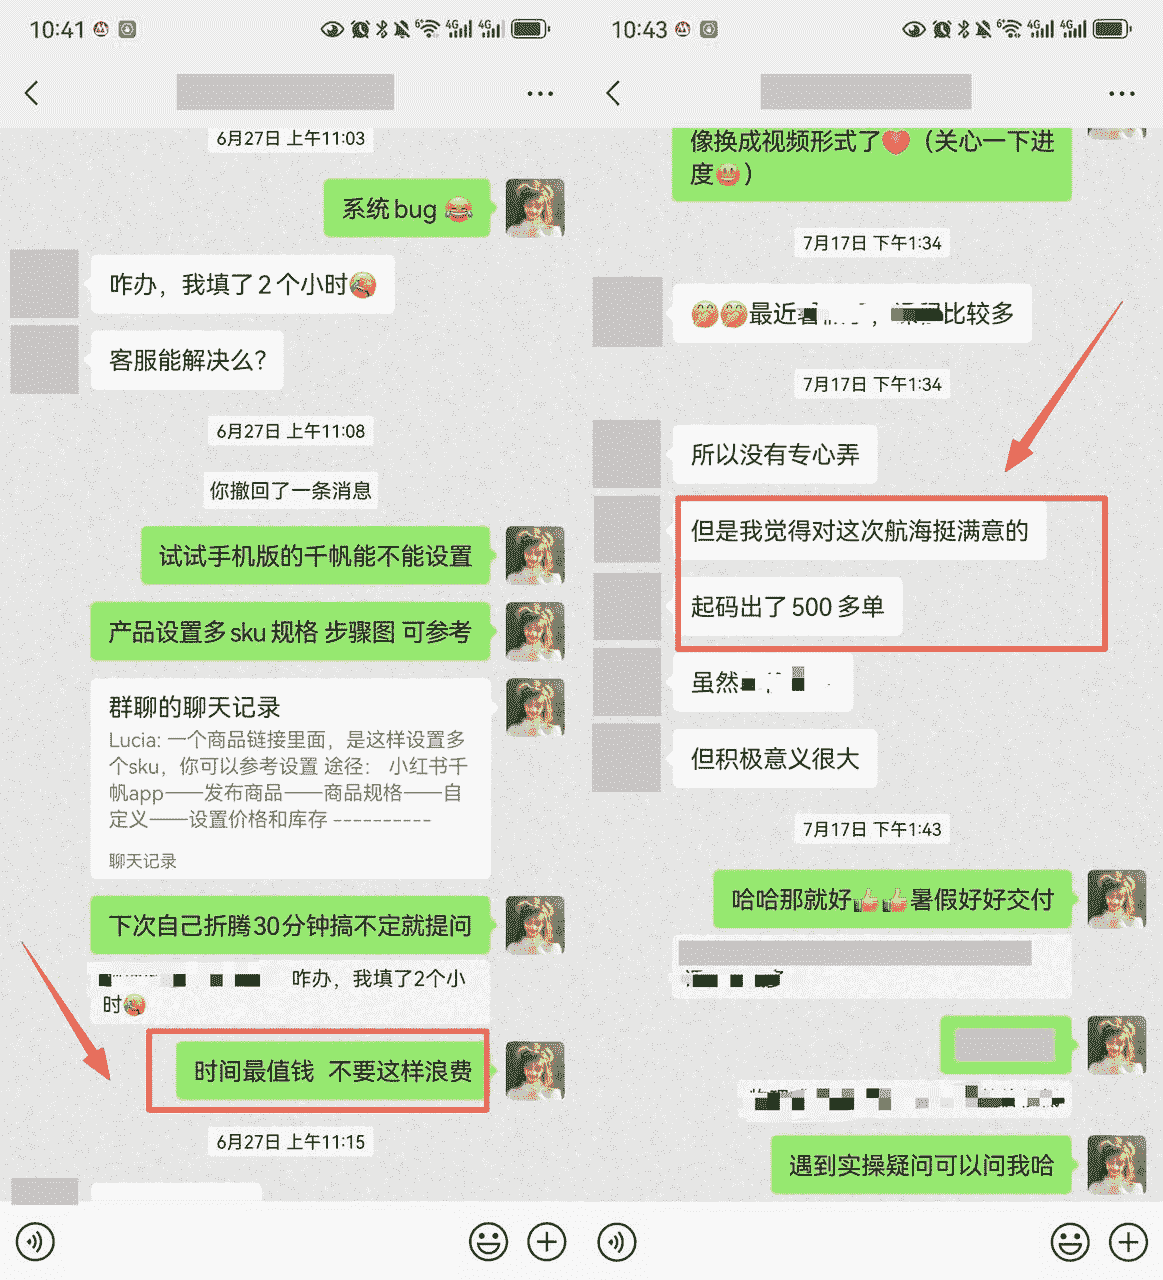 10:41
4G 4G
6月27日 上午11:03
系统bug
咋办，我填了2个小时
客服能解决么？
6月27日 上午11:08
你撤回了一条消息
试试手机版的千帆能不能设置
产品设置多sku规格 步骤图 可参考
群聊的聊天记录
Lucia: 一个商品链接里面，是这样设置多
个sku，你可以参考设置 途径： 小红书千
帆app——发布商品——商品规格——自
定义——设置价格和库存 ----------
聊天记录
下次自己折腾30分钟搞不定就提问
咋办，我填了2个小
时
时间最值钱 不要这样浪费
6月27日 上午11:15
10:43
4G 4G
像换成视频形式了（关心一下进
度）
7月17日 下午1:34
最近
比较多
7月17日 下午1:34
所以没有专心弄
但是我觉得对这次航海挺满意的
起码出了500多单
虽然
但积极意义很大
7月17日 下午1:43
哈哈那就好暑假好好交付
遇到实操疑问可以问我哈